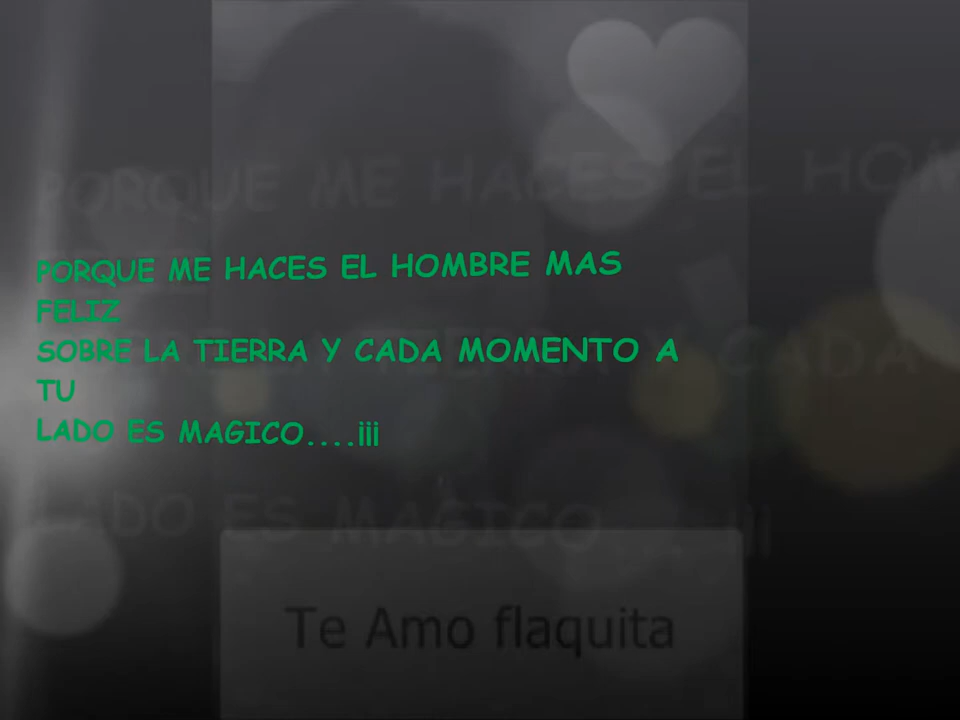 PORQUE ME HACES EL HOMBRE MAS
FELIZ
SOBRE LA TIERRA Y CADA MOMENTO A
TU
LADO ES MAGICO....¡¡¡
Te Amo flaquita